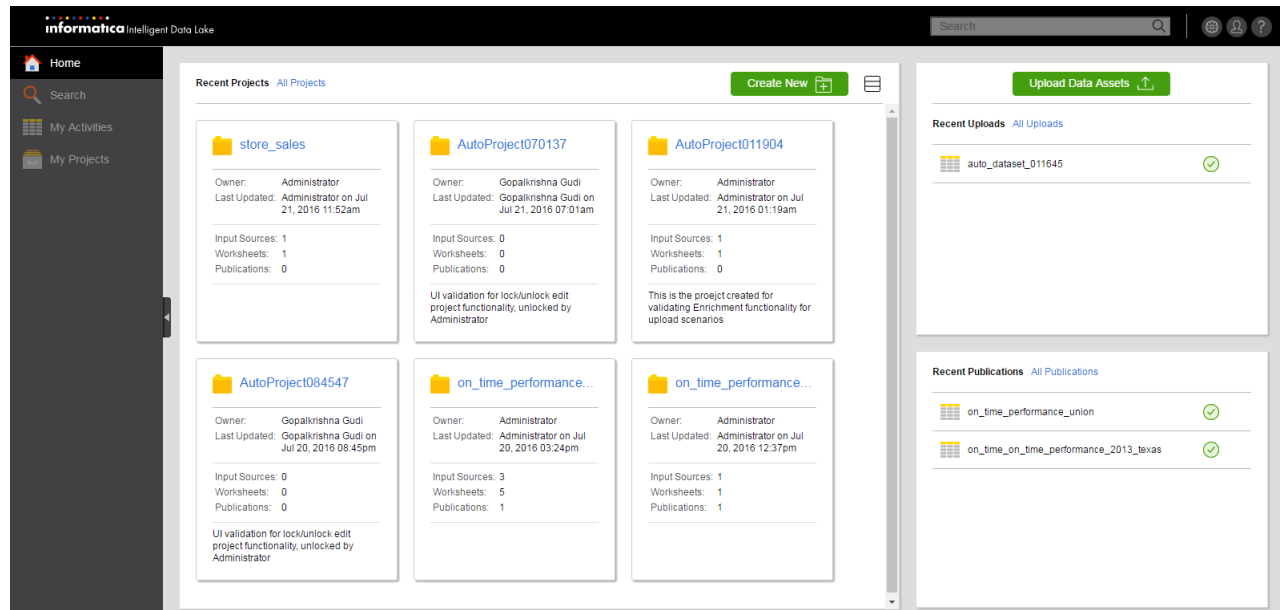 informatica Intelligent Data Lake
Search
Home
Search
My Activities
My Projects
Recent Projects All Projects
Create New
store_sales
Owner: Administrator
Last Updated: Administrator on Jul
21, 2016 11:52am
Input Sources: 1
Worksheets: 1
Publications: 0
AutoProject070137
Owner: Gopalkrishna Gudi
Last Updated: Gopalkrishna Gudi on
Jul 21, 2016 07:01am
Input Sources: 0
Worksheets: 0
Publications: 0
UI validation for lock/unlock edit
project functionality, unlocked by
Administrator
AutoProject011904
Owner: Administrator
Last Updated: Administrator on Jul
21, 2016 01:19am
Input Sources: 1
Worksheets: 1
Publications: 0
This is the proejct created for
validating Enrichment functionality for
upload scenarios
AutoProject084547
Owner: Gopalkrishna Gudi
Last Updated: Gopalkrishna Gudi on
Jul 20, 2016 08:45pm
Input Sources: 0
Worksheets: 0
Publications: 0
UI validation for lock/unlock edit
project functionality, unlocked by
Administrator
on_time_performance...
Owner: Administrator
Last Updated: Administrator on Jul
20, 2016 03:24pm
Input Sources: 3
Worksheets: 5
Publications: 1
on_time_performance...
Owner: Administrator
Last Updated: Administrator on Jul
20, 2016 12:37pm
Input Sources: 1
Worksheets: 1
Publications: 1
Upload Data Assets
Recent Uploads All Uploads
auto_dataset_011645
Recent Publications All Publications
on_time_performance_union
on_time_on_time_performance_2013_texas